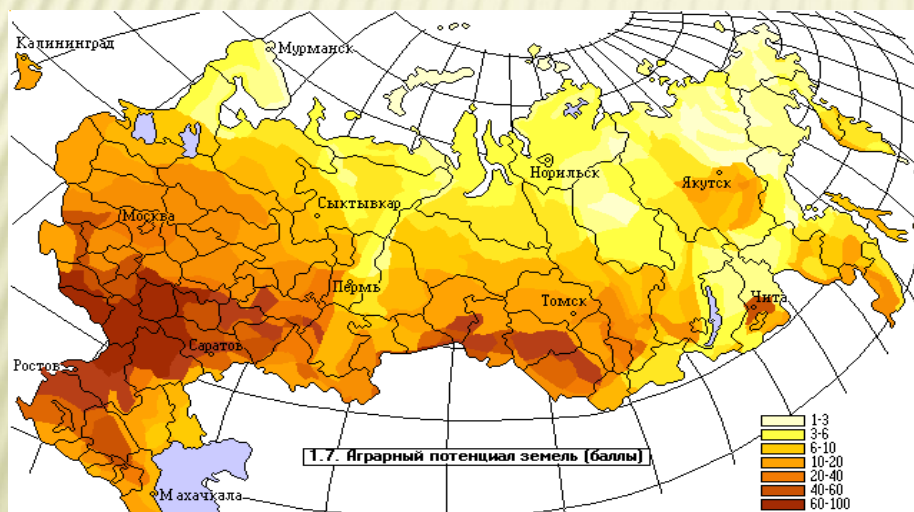 Калининград
Мурманск
Норильск
Якутск
Сыктывкар
Москва
Пермь
Томск
Чита
Саратов
Ростов
Махачкала
1.7. Аграрный потенциал земель (баллы)
1-3
3-6
6-10
10-20
20-40
40-60
60-100